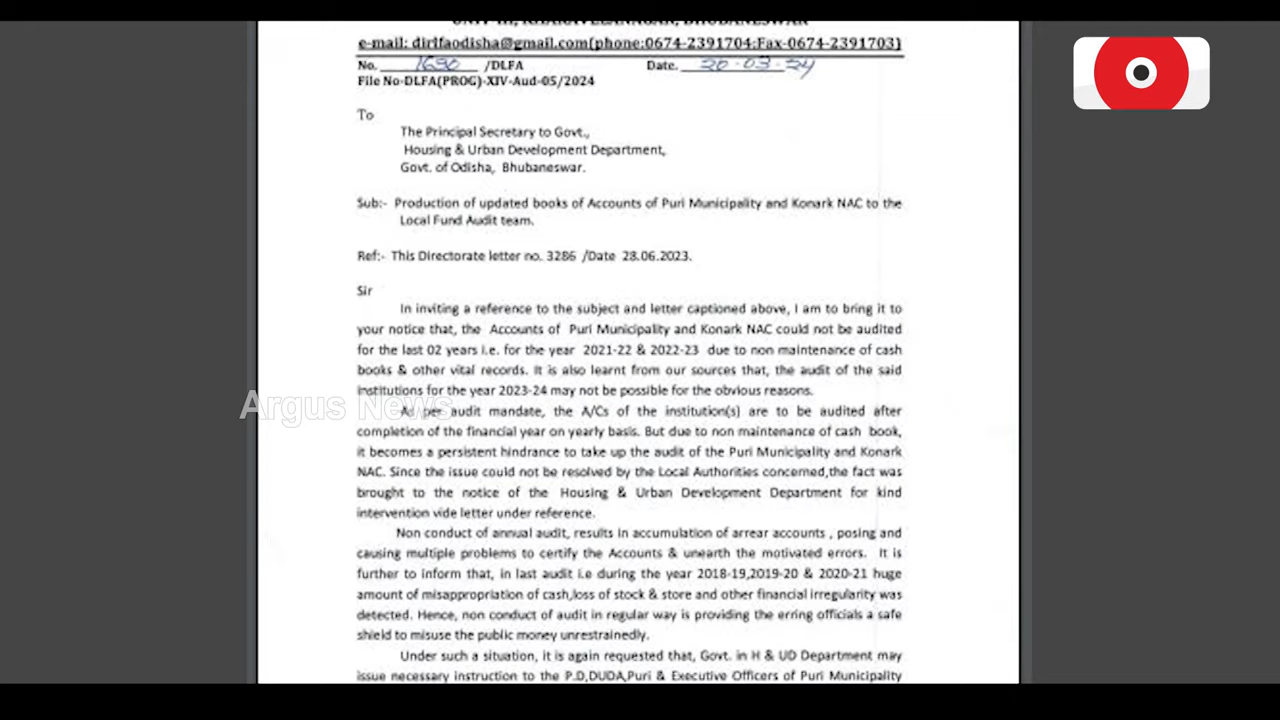 UNIT-III, KHARAVELANAGAR, BHUBANESWAR
e-mail: dirlfaodisha@gmail.com(phone:0674-2391704:Fax-0674-2391703)
No. 1690 /DLFA Date. 20-03-24
File No-DLFA(PROG)-XIV-Aud-05/2024
To
The Principal Secretary to Govt.,
Housing & Urban Development Department,
Govt. of Odisha, Bhubaneswar.
Sub:- Production of updated books of Accounts of Puri Municipality and Konark NAC to the
Local Fund Audit team.
Ref:- This Directorate letter no. 3286 /Date 28.06.2023.
Sir
In inviting a reference to the subject and letter captioned above, I am to bring it to
your notice that, the Accounts of Puri Municipality and Konark NAC could not be audited
for the last 02 years i.e. for the year 2021-22 & 2022-23 due to non maintenance of cash
books & other vital records. It is also learnt from our sources that, the audit of the said
institutions for the year 2023-24 may not be possible for the obvious reasons.
Argus News
As per audit mandate, the A/Cs of the institution(s) are to be audited after
completion of the financial year on yearly basis. But due to non maintenance of cash book,
it becomes a persistent hindrance to take up the audit of the Puri Municipality and Konark
NAC. Since the issue could not be resolved by the Local Authorities concerned,the fact was
brought to the notice of the Housing & Urban Development Department for kind
intervention vide letter under reference.
Non conduct of annual audit, results in accumulation of arrear accounts , posing and
causing multiple problems to certify the Accounts & unearth the motivated errors. It is
further to inform that, in last audit i.e during the year 2018-19,2019-20 & 2020-21 huge
amount of misappropriation of cash,loss of stock & store and other financial irregularity was
detected. Hence, non conduct of audit in regular way is providing the erring officials a safe
shield to misuse the public money unrestrainedly.
Under such a situation, it is again requested that, Govt. in H & UD Department may
issue necessary instruction to the P.D,DUDA,Puri & Executive Officers of Puri Municipality